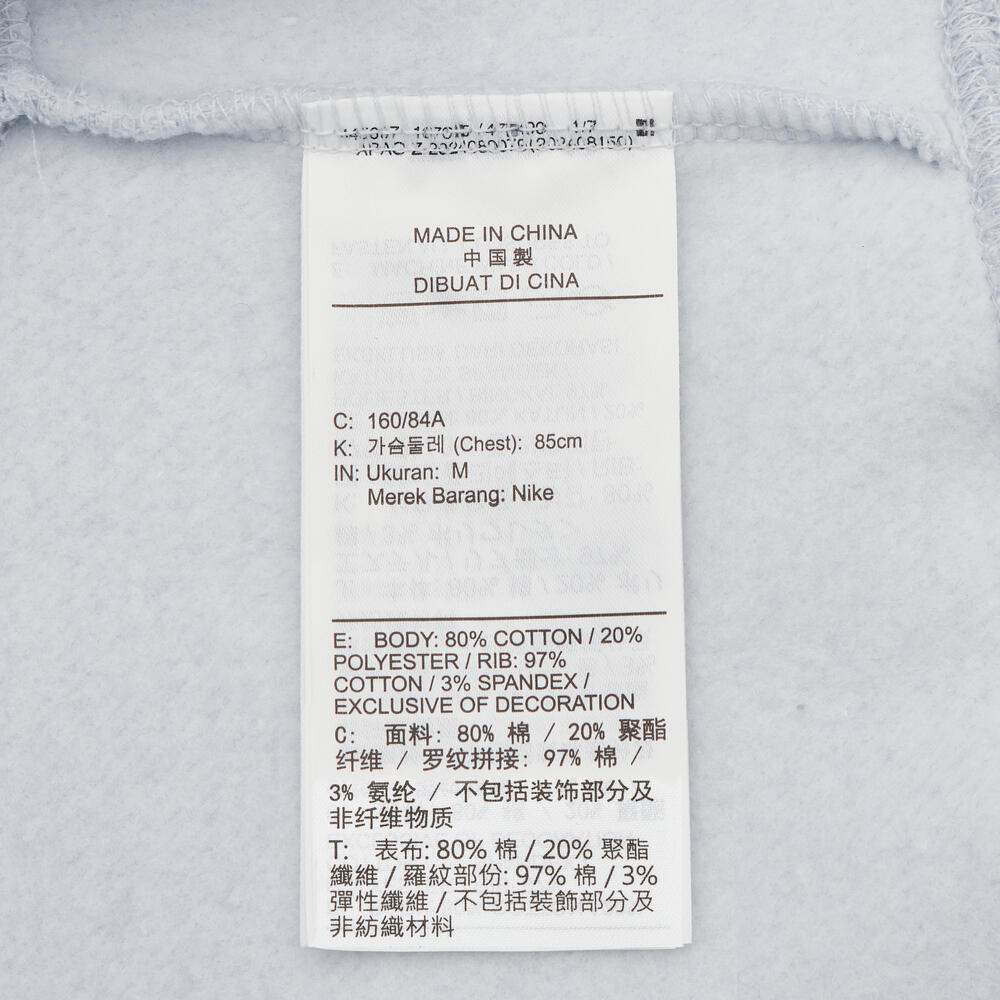 MADE IN CHINA
中国製
DIBUAT DI CINA
C: 160/84A
K: 가슴둘레 (Chest): 85cm
IN: Ukuran: M
Merek Barang: Nike
E: BODY: 80% COTTON / 20%
POLYESTER / RIB: 97%
COTTON / 3% SPANDEX /
EXCLUSIVE OF DECORATION
C: 面料: 80% 棉 / 20% 聚酯
纤维 / 罗纹拼接: 97% 棉 /
3% 氨纶 / 不包括装饰部分及
非纤维物质
T: 表布: 80% 棉 / 20% 聚酯
纖維 / 羅紋部份: 97% 棉 / 3%
彈性纖維 / 不包括裝飾部分及
非紡織材料